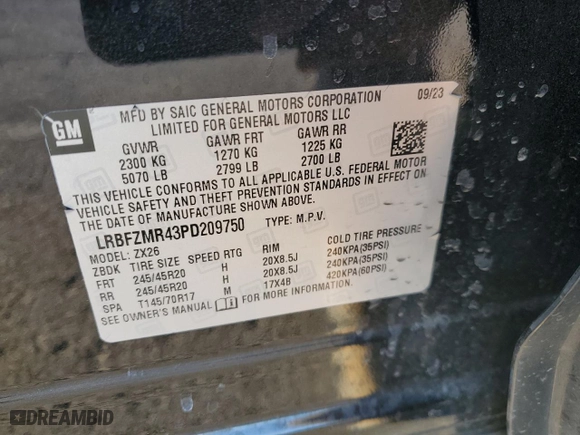 GM
MFD BY SAIC GENERAL MOTORS CORPORATION 09/23
LIMITED FOR GENERAL MOTORS LLC
GVWR GAWR FRT GAWR RR
2300 KG 1270 KG 1225 KG
5070 LB 2799 LB 2700 LB
THIS VEHICLE CONFORMS TO ALL APPLICABLE U.S. FEDERAL MOTOR
VEHICLE SAFETY AND THEFT PREVENTION STANDARDS IN EFFECT ON
THE DATE OF MANUFACTURE SHOWN ABOVE.
LRBFZMR43PD209750 TYPE: M.P.V.
MODEL: ZX26
ZBDK TIRE SIZE SPEED RTG RIM COLD TIRE PRESSURE
FRT 245/45R20 H 20X8.5J 240KPA(35PSI)
RR 245/45R20 H 20X8.5J 240KPA(35PSI)
SPA T145/70R17 M 17X4B 420KPA(60PSI)
SEE OWNER'S MANUAL i FOR MORE INFORMATION.
DREAMBID